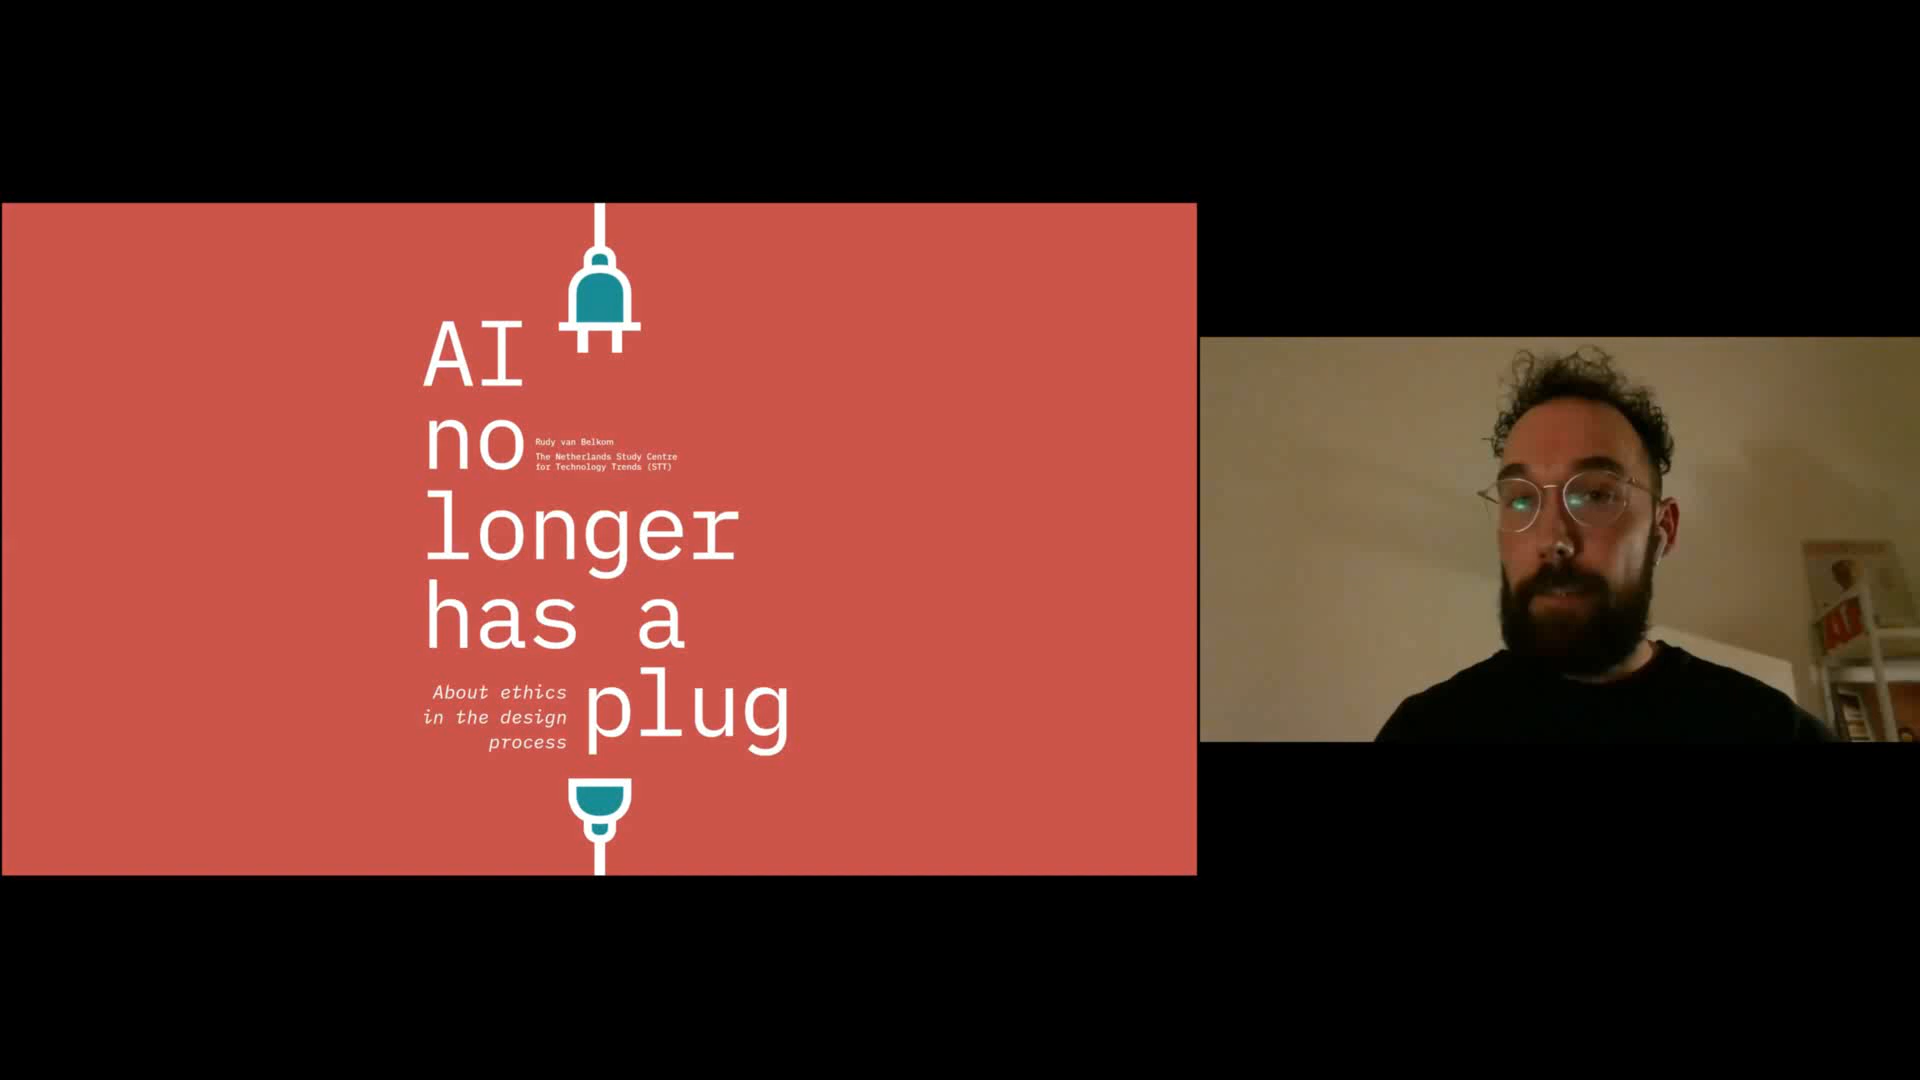 AI
no
Rudy van Belkom
The Netherlands Study Centre
for Technology Trends (STT)
longer
has a
plug
About ethics
in the design
process